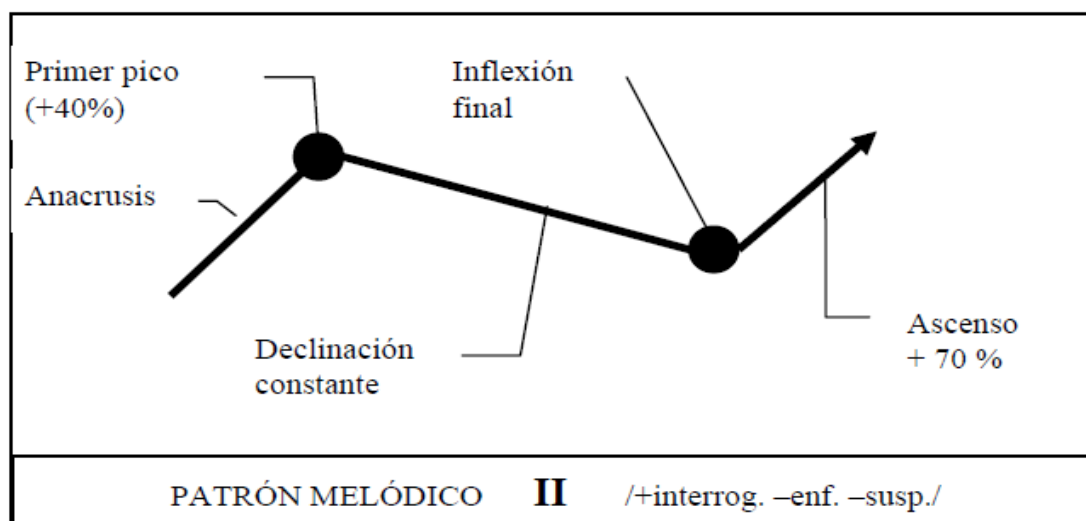 Primer pico
(+40%)
Inflexión
final
Anacrusis
Declinación
constante
Ascenso
+ 70 %
PATRÓN MELÓDICO II /+interrog. –enf. –susp./